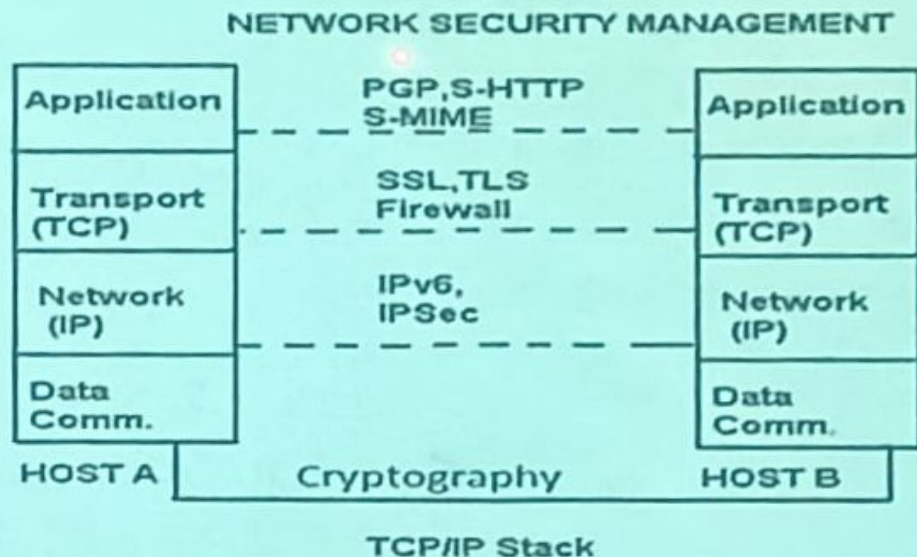 NETWORK SECURITY MANAGEMENT
Application
PGP,S-HTTP
S-MIME
Application
Transport
(TCP)
SSL,TLS
Firewall
Transport
(TCP)
Network
(IP)
IPv6,
IPSec
Network
(IP)
Data
Comm.
Data
Comm.
HOST A
Cryptography
HOST B
TCP/IP Stack